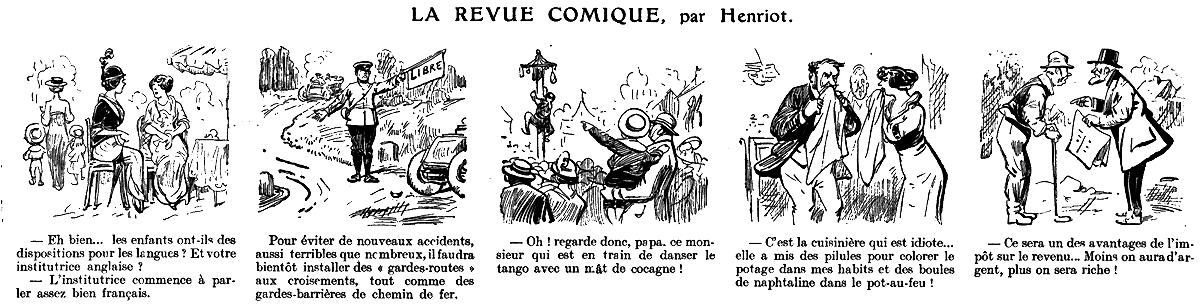 LA REVUE COMIQUE, par Henriot.
LIBRE
— Eh bien... les enfants ont-ils des
dispositions pour les langues ? Et votre
institutrice anglaise ?
— L'institutrice commence à par-
ler assez bien français.
Pour éviter de nouveaux accidents,
aussi terribles que nombreux, il faudra
bientôt installer des « gardes-routes »
aux croisements, tout comme des
gardes-barrières de chemin de fer.
— Oh ! regarde donc, papa. ce mon-
sieur qui est en train de danser le
tango avec un mât de cocagne !
— C'est la cuisinière qui est idiote...
elle a mis des pilules pour colorer le
potage dans mes habits et des boules
de naphtaline dans le pot-au-feu !
— Ce sera un des avantages de l'im-
pôt sur le revenu... Moins on aura d'ar-
gent, plus on sera riche !